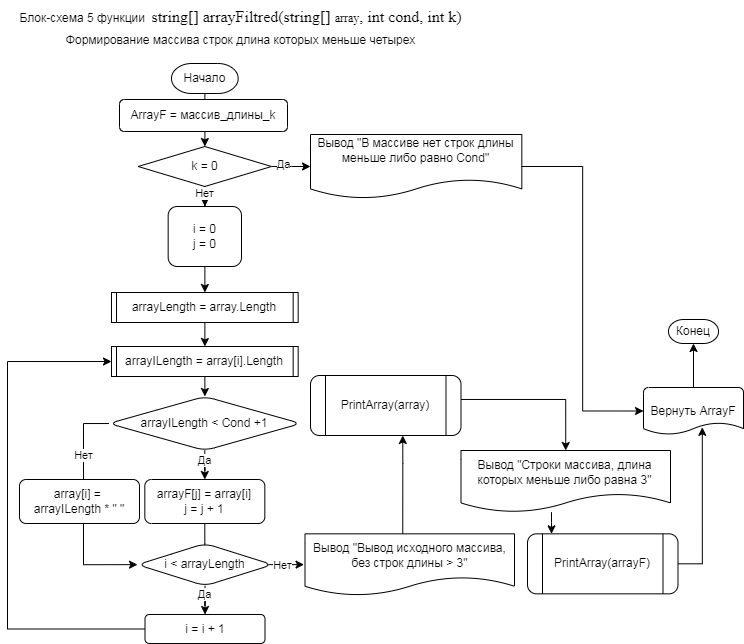 Блок-схема 5 функции string[] arrayFiltred(string[] array, int cond, int k)
Формирование массива строк длина которых меньше четырех
Начало
ArrayF = массив_длины_k
k = 0
Да
Вывод "В массиве нет строк длины
меньше либо равно Cond"
Нет
i = 0
j = 0
arrayLength = array.Length
arrayILength = array[i].Length
arrayILength < Cond +1
Нет
Да
array[i] =
arrayILength * " "
arrayF[j] = array[i]
j = j + 1
i < arrayLength
Нет
Да
i = i + 1
Вывод "Вывод исходного массива,
без строк длины > 3"
PrintArray(array)
Вывод "Строки массива, длина
которых меньше либо равна 3"
PrintArray(arrayF)
Вернуть ArrayF
Конец